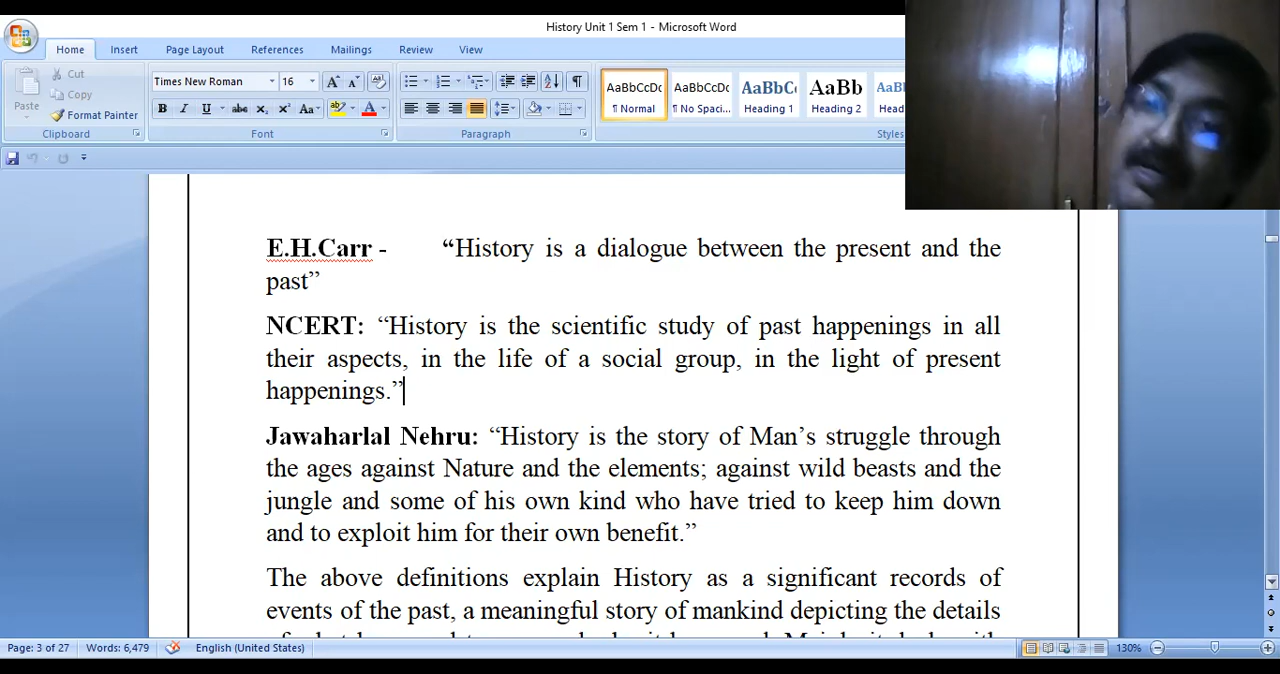 History Unit 1 Sem 1 - Microsoft Word
Home Insert Page Layout References Mailings Review View
Paste Cut Copy Format Painter
Times New Roman 16
AaBbCcDc AaBbCcDc AaBbCc AaBb AaBb
¶ Normal ¶ No Spaci... Heading 1 Heading 2 Head
Clipboard Font Paragraph Styles
E.H.Carr - “History is a dialogue between the present and the
past”
NCERT: “History is the scientific study of past happenings in all
their aspects, in the life of a social group, in the light of present
happenings.”
Jawaharlal Nehru: “History is the story of Man’s struggle through
the ages against Nature and the elements; against wild beasts and the
jungle and some of his own kind who have tried to keep him down
and to exploit him for their own benefit.”
The above definitions explain History as a significant records of
events of the past, a meaningful story of mankind depicting the details
Page: 3 of 27 Words: 6,479 English (United States) 130%